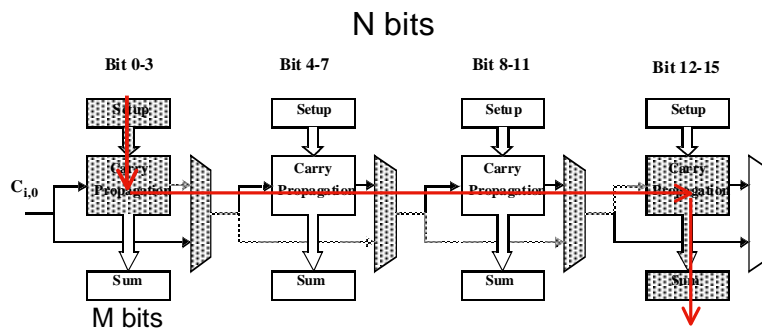 N bits
Bit 0-3 Bit 4-7 Bit 8-11 Bit 12-15
Setup Setup Setup Setup
Carry Carry Carry Carry
Propagation Propagation Propagation Propagation
Ci,0
Sum Sum Sum Sum
M bits